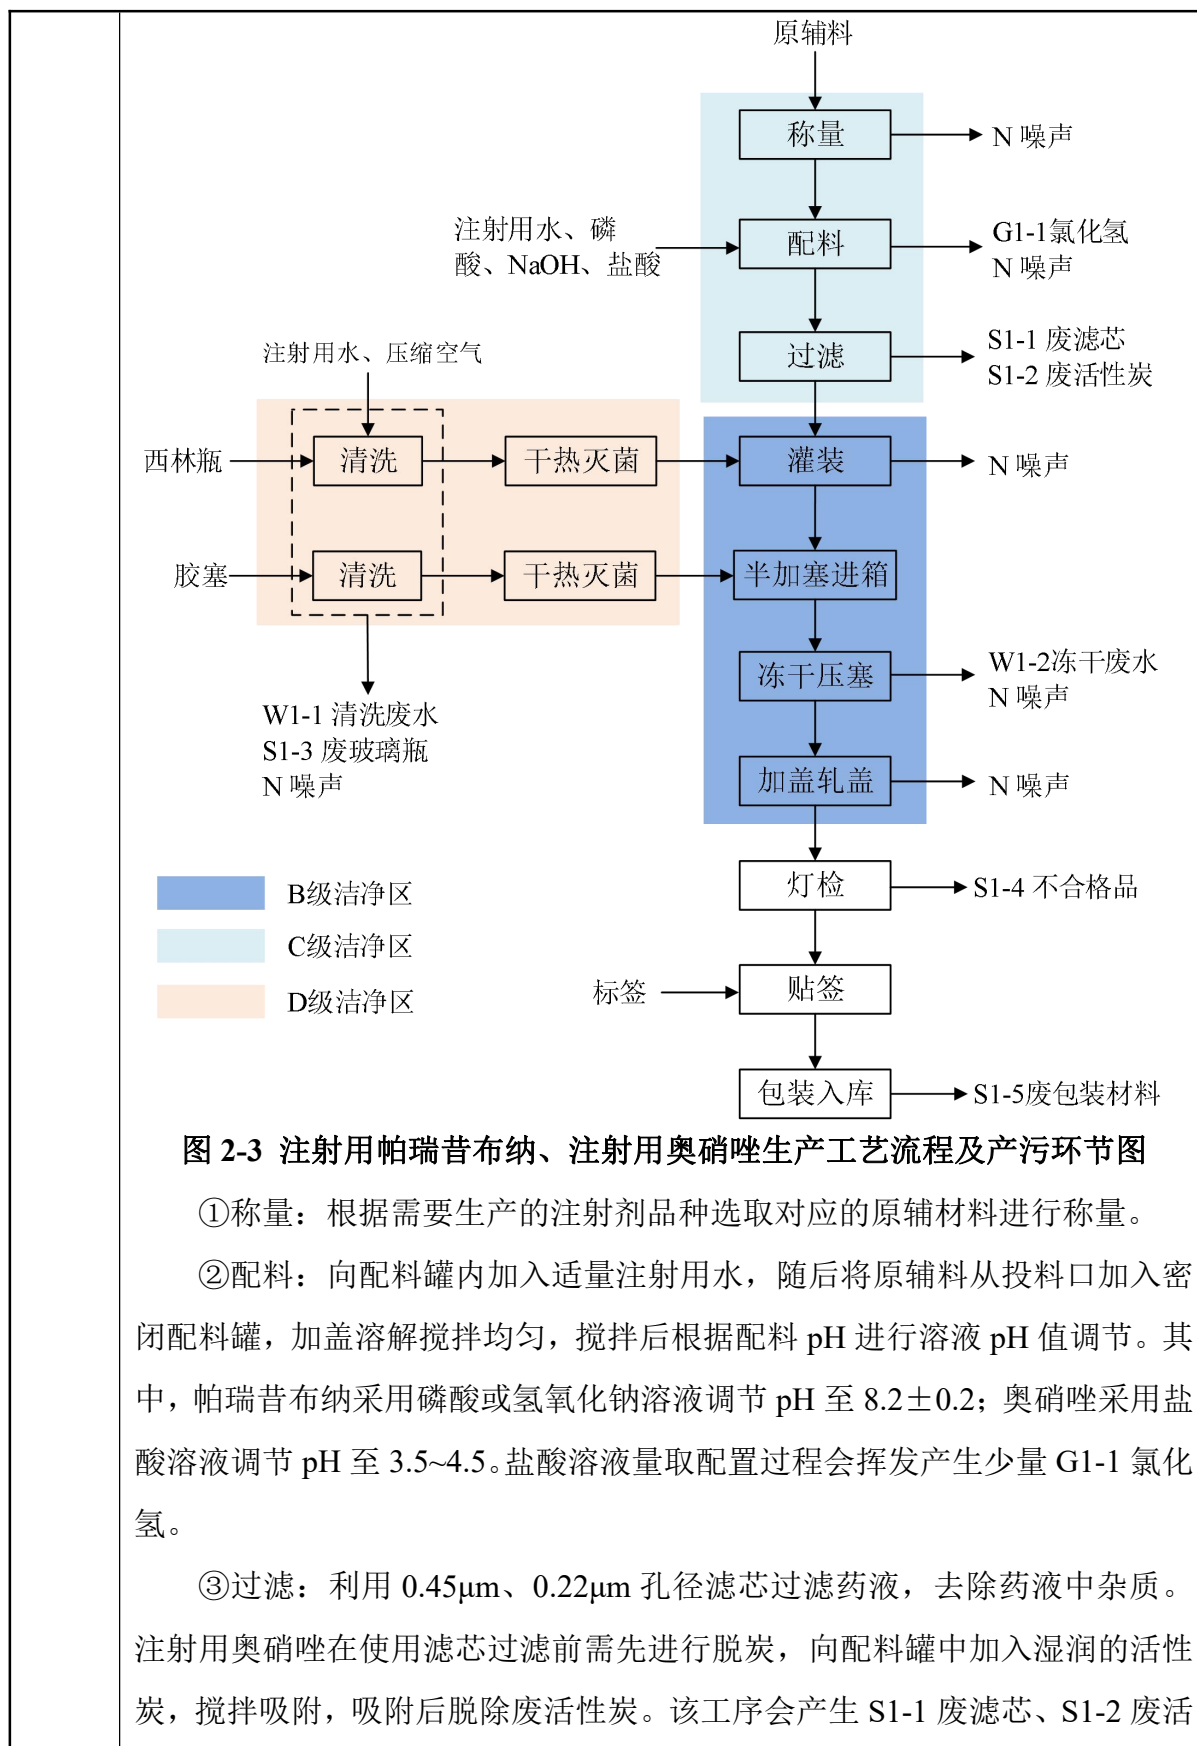 原辅料
称量
N 噪声
注射用水、磷
酸、NaOH、盐酸
配料
G1-1氯化氢
N 噪声
过滤
S1-1 废滤芯
S1-2 废活性炭
注射用水、压缩空气
西林瓶
清洗
干热灭菌
灌装
N 噪声
胶塞
清洗
干热灭菌
半加塞进箱
冻干压塞
W1-2冻干废水
N 噪声
W1-1 清洗废水
S1-3 废玻璃瓶
N 噪声
加盖轧盖
N 噪声
灯检
S1-4 不合格品
B级洁净区
C级洁净区
D级洁净区
标签
贴签
包装入库
S1-5废包装材料
图 2-3 注射用帕瑞昔布纳、注射用奥硝唑生产工艺流程及产污环节图
①称量：根据需要生产的注射剂品种选取对应的原辅材料进行称量。
②配料：向配料罐内加入适量注射用水，随后将原辅料从投料口加入密
闭配料罐，加盖溶解搅拌均匀，搅拌后根据配料 pH 进行溶液 pH 值调节。其
中，帕瑞昔布纳采用磷酸或氢氧化钠溶液调节 pH 至 8.2±0.2；奥硝唑采用盐
酸溶液调节 pH 至 3.5~4.5。盐酸溶液量取配置过程会挥发产生少量 G1-1 氯化
氢。
③过滤：利用 0.45μm、0.22μm 孔径滤芯过滤药液，去除药液中杂质。
注射用奥硝唑在使用滤芯过滤前需先进行脱炭，向配料罐中加入湿润的活性
炭，搅拌吸附，吸附后脱除废活性炭。该工序会产生 S1-1 废滤芯、S1-2 废活